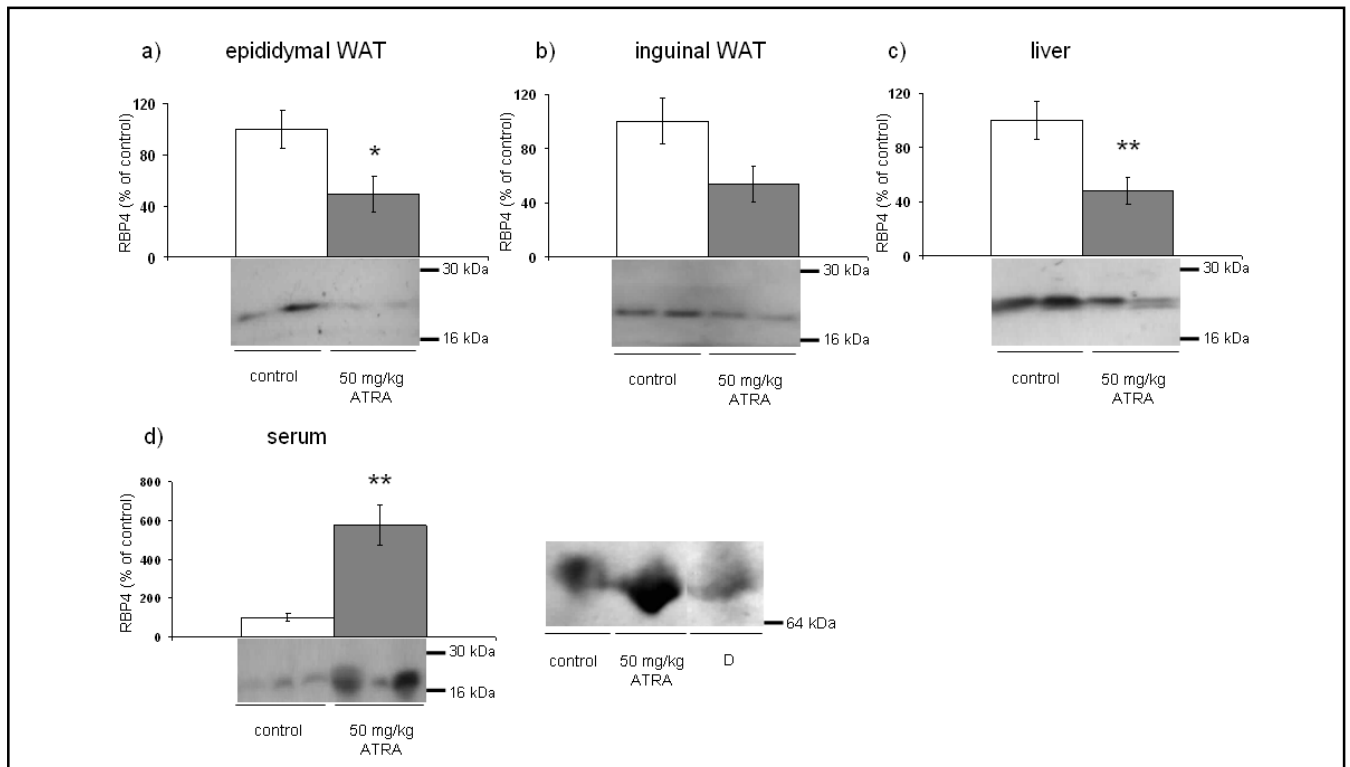 a) epididymal WAT
RBP4 (% of control)
120
80
40
0
*
30 kDa
16 kDa
control
50 mg/kg
ATRA
b) inguinal WAT
RBP4 (% of control)
120
80
40
0
30 kDa
16 kDa
control
50 mg/kg
ATRA
c) liver
RBP4 (% of control)
120
80
40
0
**
30 kDa
16 kDa
control
50 mg/kg
ATRA
d) serum
RBP4 (% of control)
800
600
400
200
0
**
30 kDa
16 kDa
control
50 mg/kg
ATRA
64 kDa
control
50 mg/kg
ATRA
D